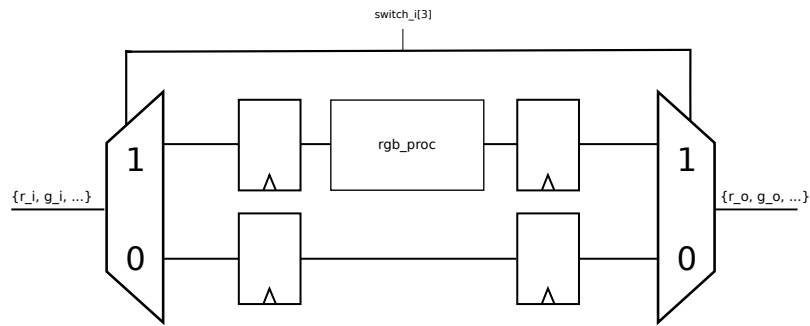 switch_i[3]
1
rgb_proc
1
{r_i, g_i, ...}
{r_o, g_o, ...}
0
0